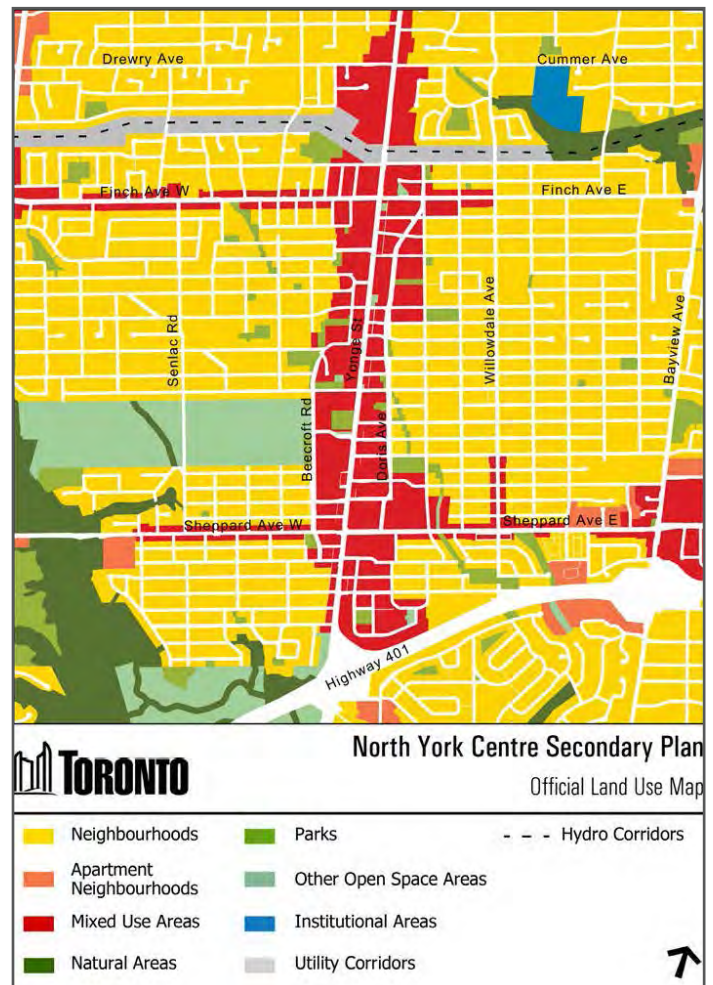 Drewry Ave
Cummer Ave
Finch Ave W
Finch Ave E
Senlac Rd
Beecroft Rd
Yonge St
Doris Ave
Willowdale Ave
Bayview Ave
Sheppard Ave W
Sheppard Ave E
Highway 401
TORONTO
North York Centre Secondary Plan
Official Land Use Map
Neighbourhoods
Apartment
Neighbourhoods
Mixed Use Areas
Natural Areas
Parks
Other Open Space Areas
Institutional Areas
Utility Corridors
Hydro Corridors